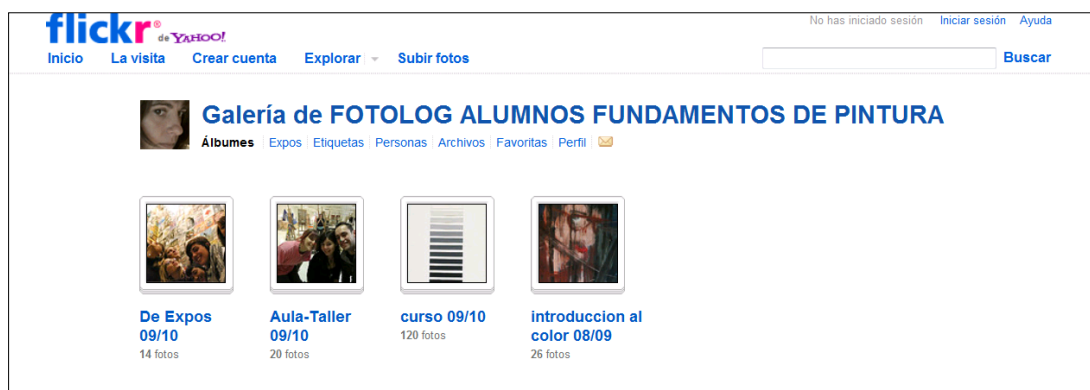 No has iniciado sesión Iniciar sesión Ayuda
flickr® de YAHOO!
Inicio La visita Crear cuenta Explorar Subir fotos Buscar
Galería de FOTOLOG ALUMNOS FUNDAMENTOS DE PINTURA
Álbumes Expos Etiquetas Personas Archivos Favoritas Perfil
De Expos
09/10
14 fotos
Aula-Taller
09/10
20 fotos
curso 09/10
120 fotos
introduccion al
color 08/09
26 fotos